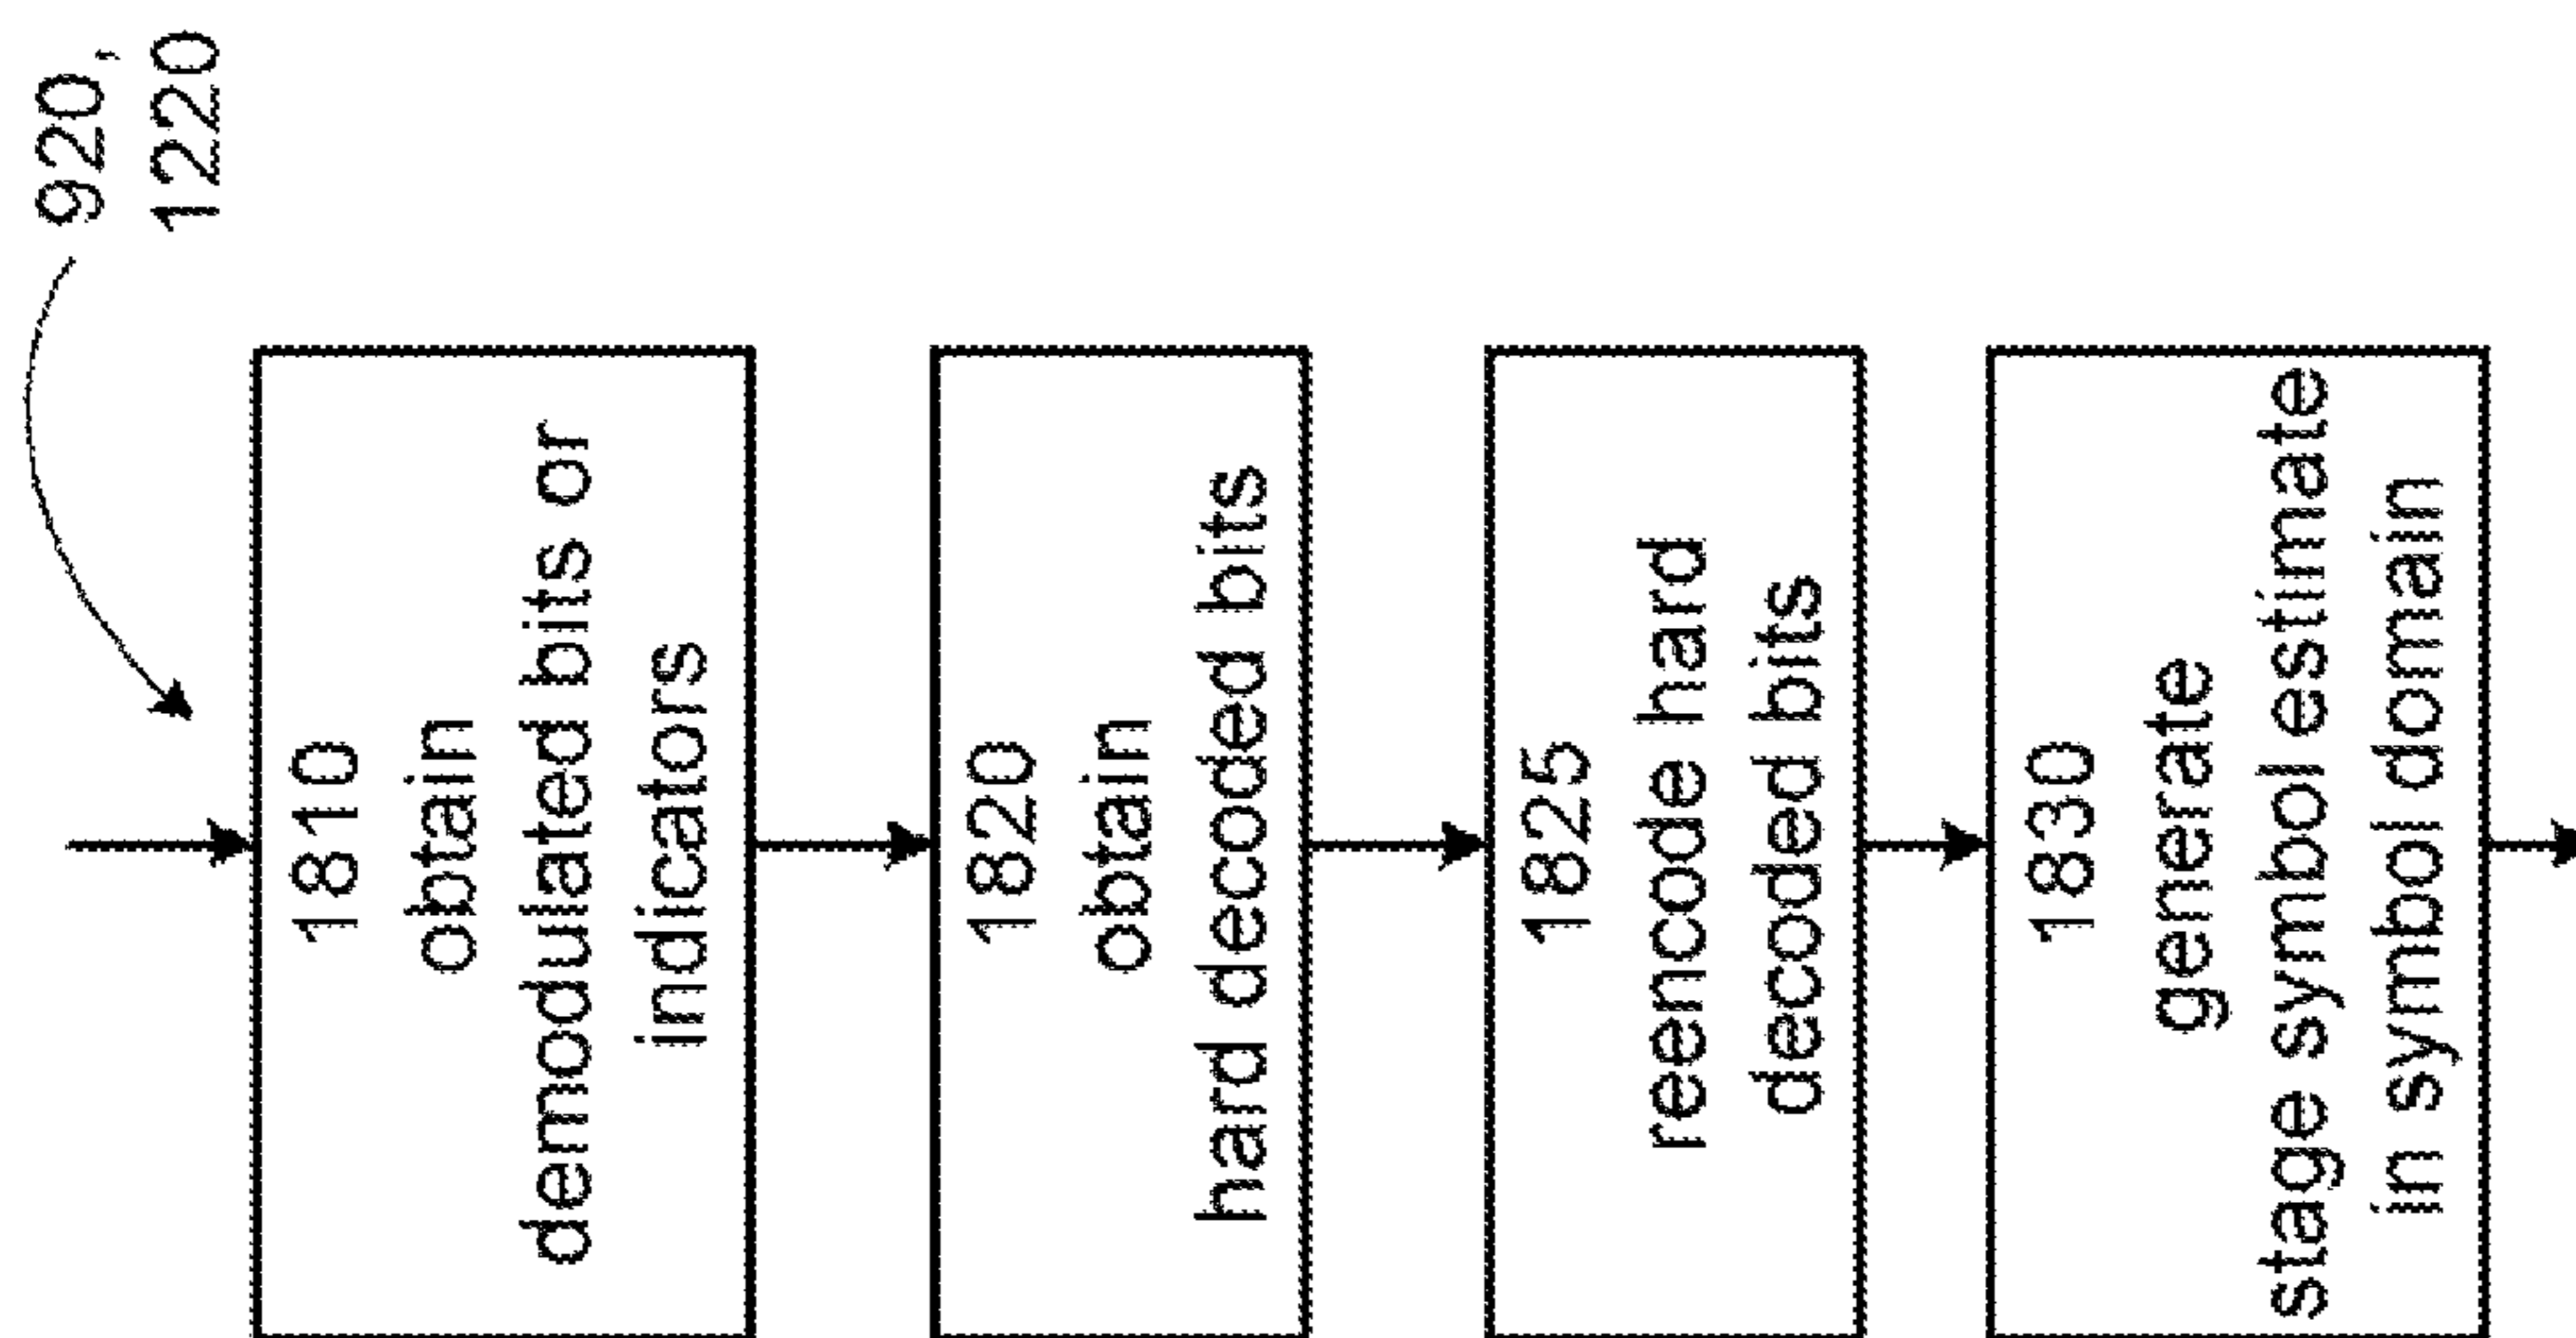 920,
1220
1810
obtain
demodulated bits or
indicators
1820
obtain
hard decoded bits
1825
reencode hard
decoded bits
1830
generate
stage symbol estimate
in symbol domain